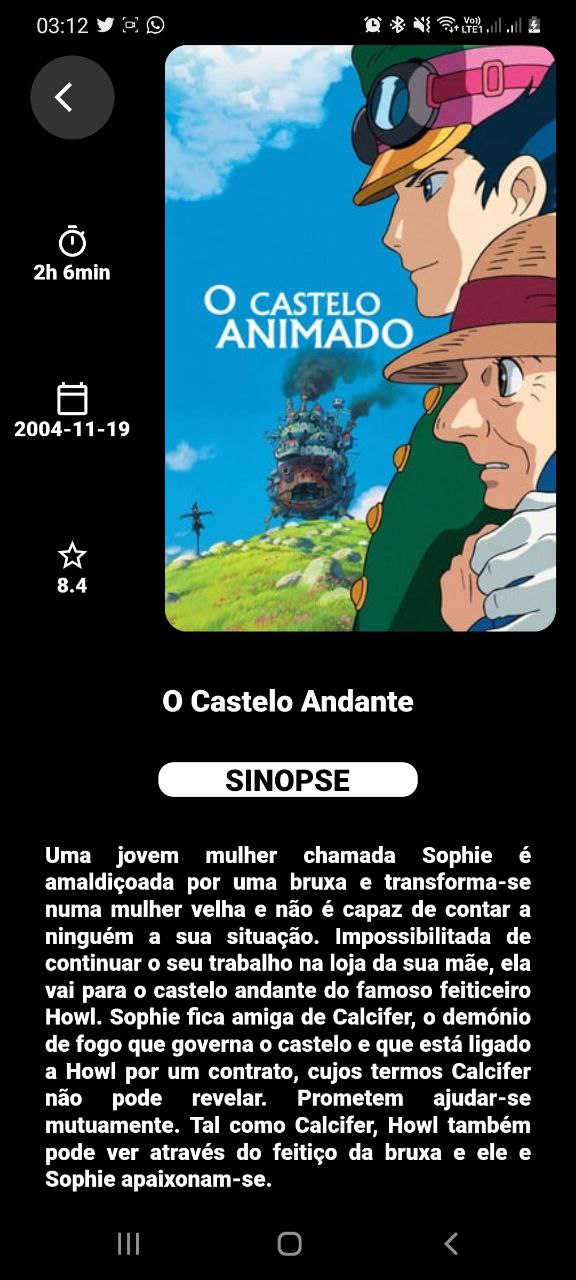 03:12
Vo))
LTE1
2h 6min
2004-11-19
8.4
O CASTELO
ANIMADO
O Castelo Andante
SINOPSE
Uma jovem mulher chamada Sophie é
amaldiçoada por uma bruxa e transforma-se
numa mulher velha e não é capaz de contar a
ninguém a sua situação. Impossibilitada de
continuar o seu trabalho na loja da sua mãe, ela
vai para o castelo andante do famoso feiticeiro
Howl. Sophie fica amiga de Calcifer, o demónio
de fogo que governa o castelo e que está ligado
a Howl por um contrato, cujos termos Calcifer
não pode revelar. Prometem ajudar-se
mutuamente. Tal como Calcifer, Howl também
pode ver através do feitiço da bruxa e ele e
Sophie apaixonam-se.